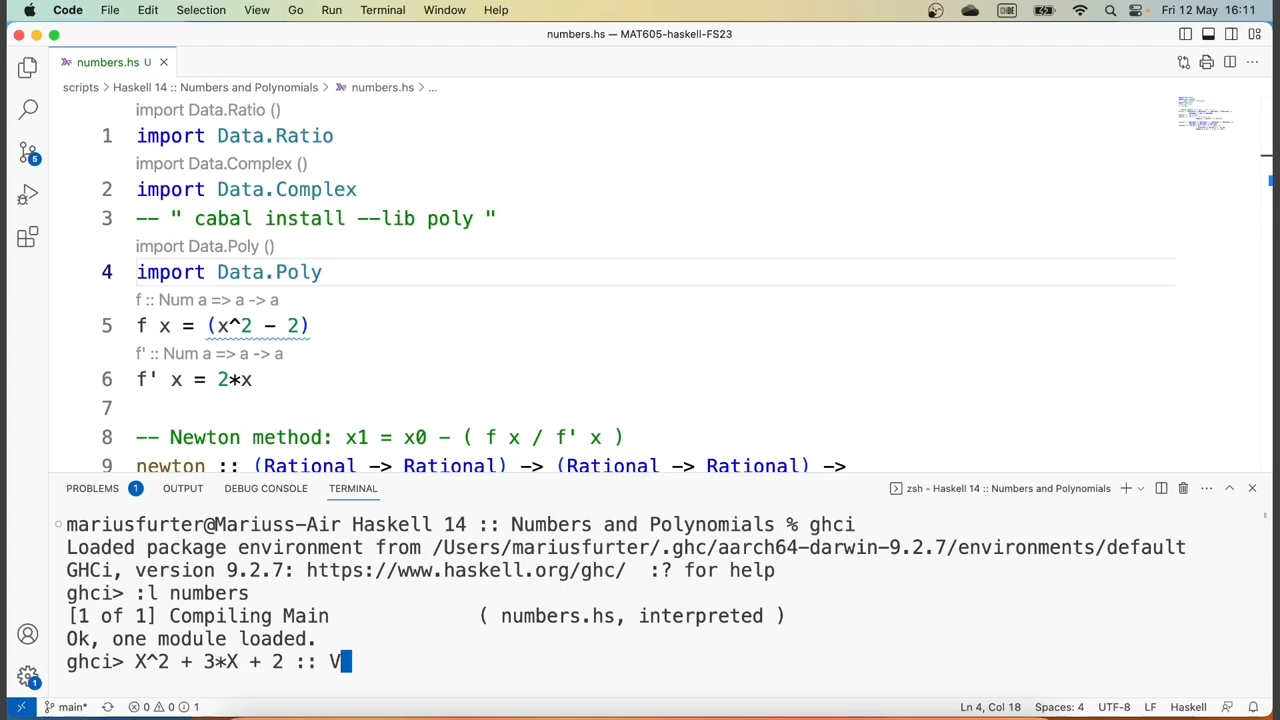 Code File Edit Selection View Go Run Terminal Window Help Fri 12 May 16:11
numbers.hs — MAT605-haskell-FS23
numbers.hs U
scripts > Haskell 14 :: Numbers and Polynomials > numbers.hs > ...
import Data.Ratio ()
1 import Data.Ratio
import Data.Complex ()
2 import Data.Complex
3 -- " cabal install --lib poly "
import Data.Poly ()
4 import Data.Poly
f :: Num a => a -> a
5 f x = (x^2 - 2)
f' :: Num a => a -> a
6 f' x = 2*x
7
8 -- Newton method: x1 = x0 - ( f x / f' x )
9 newton :: (Rational -> Rational) -> (Rational -> Rational) ->
PROBLEMS 1 OUTPUT DEBUG CONSOLE TERMINAL zsh - Haskell 14 :: Numbers and Polynomials
mariusfurter@Mariuss-Air Haskell 14 :: Numbers and Polynomials % ghci
Loaded package environment from /Users/mariusfurter/.ghc/aarch64-darwin-9.2.7/environments/default
GHCi, version 9.2.7: https://www.haskell.org/ghc/  :? for help
ghci> :l numbers
[1 of 1] Compiling Main ( numbers.hs, interpreted )
Ok, one module loaded.
ghci> X^2 + 3*X + 2 :: V
main* 0 0 1 Ln 4, Col 18 Spaces: 4 UTF-8 LF Haskell